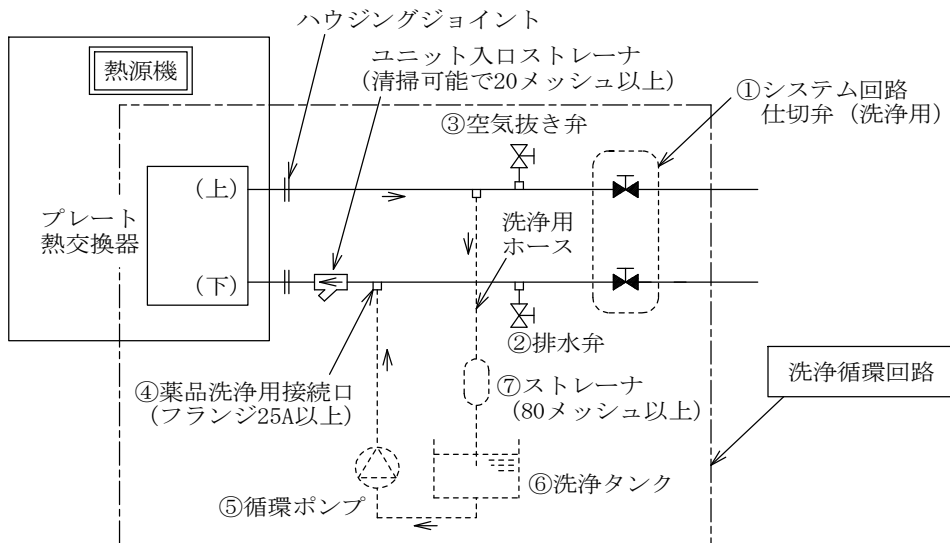 ハウジングジョイント
熱源機
ユニット入口ストレーナ
(清掃可能で20メッシュ以上)
①システム回路
仕切弁(洗浄用)
③空気抜き弁
(上)
プレート
熱交換器
洗浄用
ホース
(下)
②排水弁
④薬品洗浄用接続口
(フランジ25A以上)
⑦ストレーナ
(80メッシュ以上)
洗浄循環回路
⑥洗浄タンク
⑤循環ポンプ